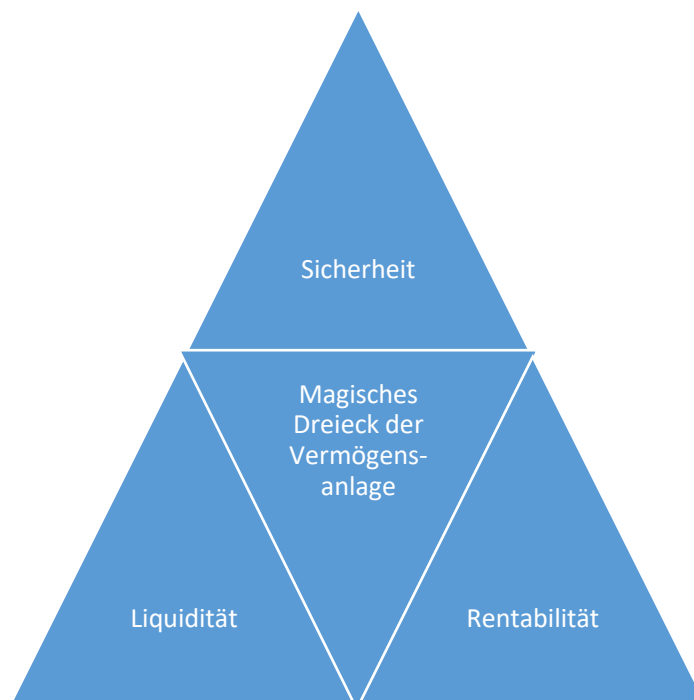 Sicherheit
Magisches
Dreieck der
Vermögens-
anlage
Liquidität
Rentabilität